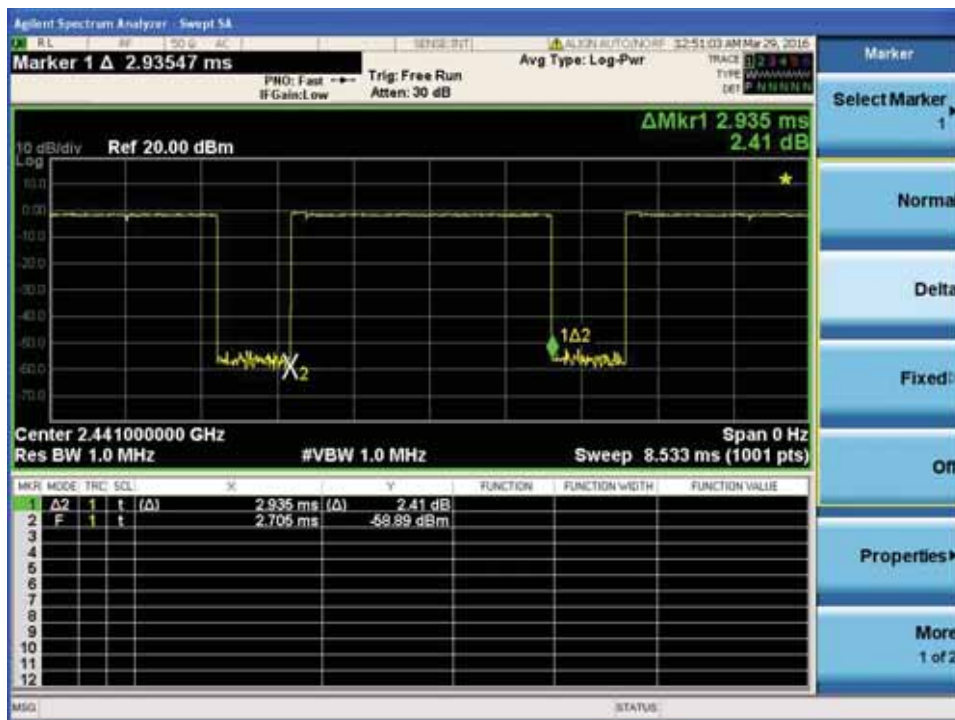 Agilent Spectrum Analyzer - Swept SA
RL RF 50 Ω AC SENSE:INT ALIGN AUTO/NO RF 12:51:03 AM Mar 29, 2016
Marker 1 Δ 2.93547 ms
PNO: Fast
IFGain:Low
Trig: Free Run
Atten: 30 dB
Avg Type: Log-Pwr
TRACE 1 2 3 4 5 6
TYPE
DET P N N N N N
ΔMkr1 2.935 ms
2.41 dB
10 dB/div Ref 20.00 dBm
Log
10.0
0.00
-10.0
-20.0
-30.0
-40.0
-50.0
-60.0
-70.0
1Δ2
X2
Center 2.441000000 GHz Span 0 Hz
Res BW 1.0 MHz #VBW 1.0 MHz Sweep 8.533 ms (1001 pts)
MKR MODE TRC SCL X Y FUNCTION FUNCTION WIDTH FUNCTION VALUE
1 Δ2 1 t (Δ) 2.935 ms (Δ) 2.41 dB
2 F 1 t 2.705 ms -58.89 dBm
3
4
5
6
7
8
9
10
11
12
MSG STATUS
Marker
Select Marker
1
Normal
Delta
Fixed
Off
Properties
More
1 of 2